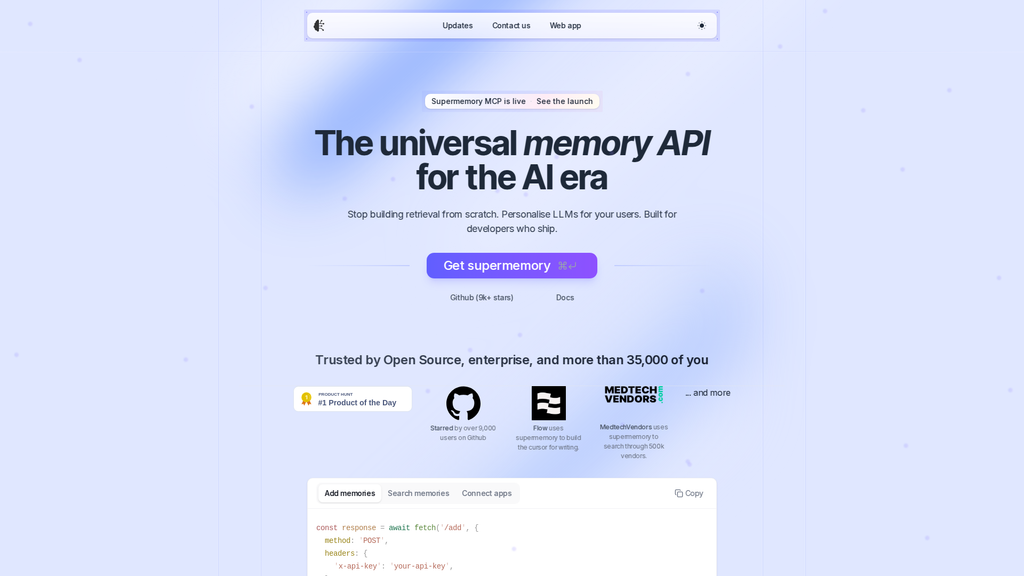 Updates Contact us Web app
Supermemory MCP is live See the launch
The universal memory API
for the AI era
Stop building retrieval from scratch. Personalise LLMs for your users. Built for
developers who ship.
Get supermemory ⌘↵
Github (9k+ stars) Docs
Trusted by Open Source, enterprise, and more than 35,000 of you
PRODUCT HUNT
#1 Product of the Day
Starred by over 9,000
users on Github
Flow uses
supermemory to build
the cursor for writing.
MEDTECH
VENDORS
.com
MedtechVendors uses
supermemory to
search through 500k
vendors.
... and more
Add memories Search memories Connect apps Copy
const response = await fetch('/add', {
method: 'POST',
headers: {
'x-api-key': 'your-api-key',